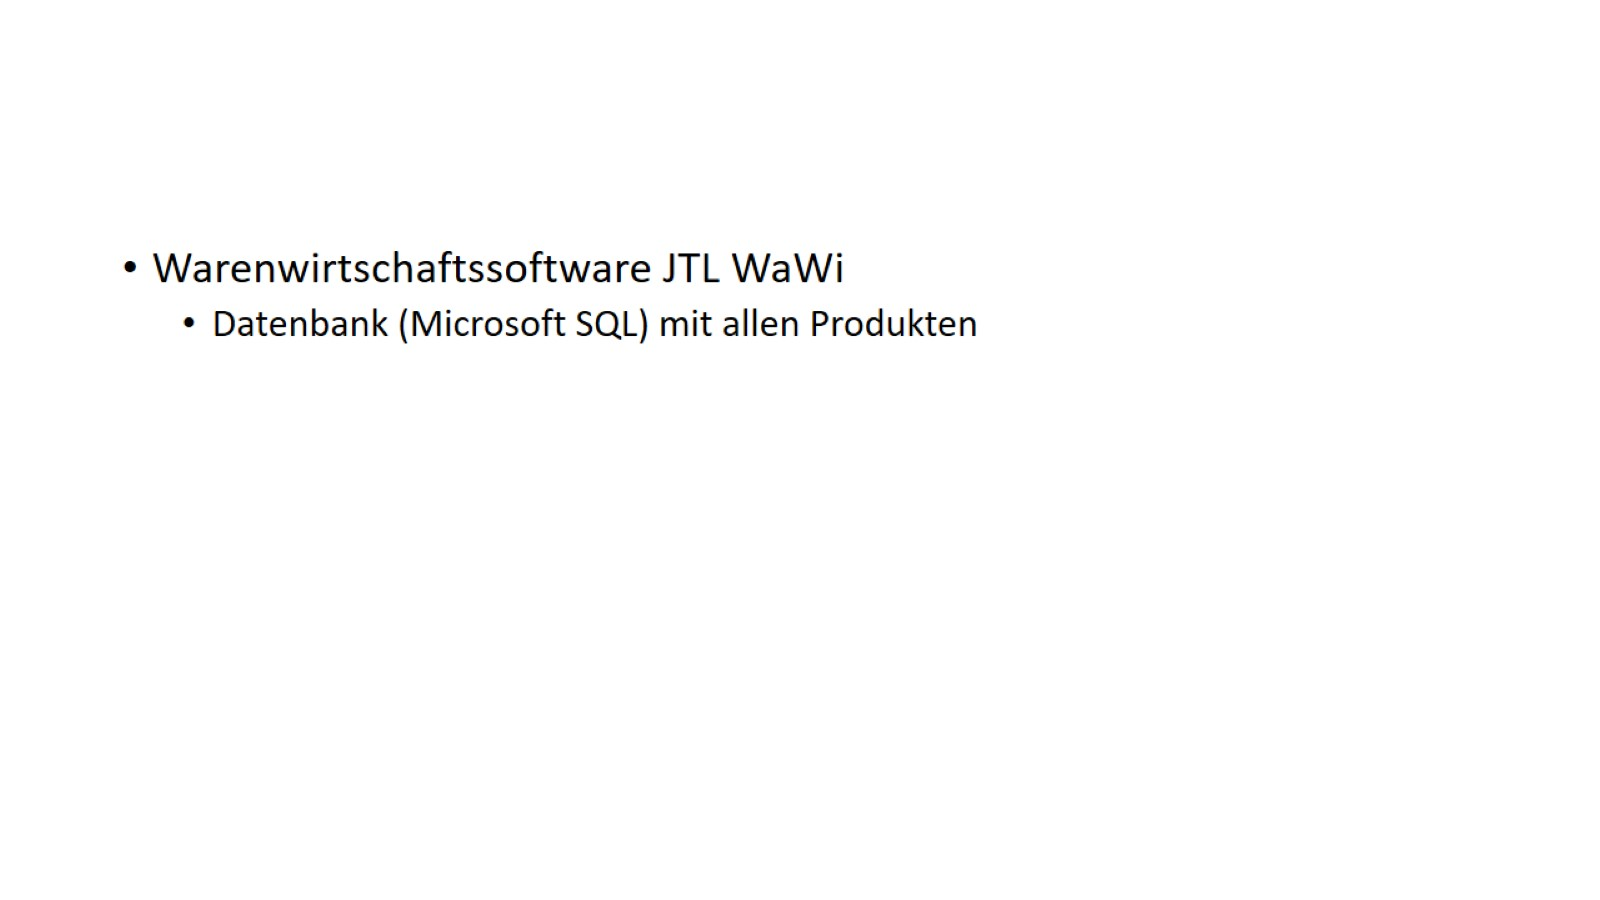 • Warenwirtschaftssoftware JTL WaWi
• Datenbank (Microsoft SQL) mit allen Produkten